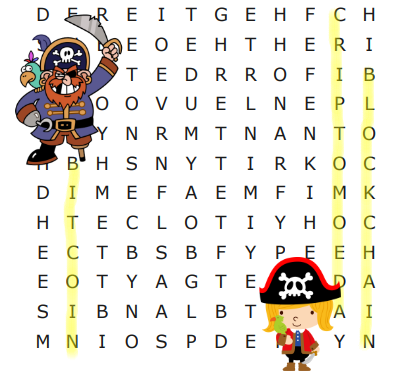 D E R E I T G E H F C H
E O E H T H E R I
T E D R R O F I B
O O V U E L N E P L
Y N R M T N A N T O
B H S N Y T I R K O C
D I M E F A E M F I M K
H T E C L O T I Y H O C
E C T B S B F Y P E E H
E O T Y A G T E D A
S I B N A L B T A I
M N I O S P D E Y N